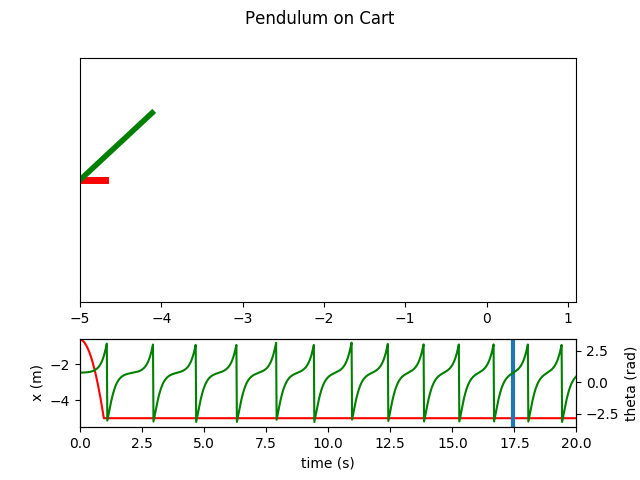 Pendulum on Cart
−5 −4 −3 −2 −1 0 1
x (m)
−2
−4
2.5
0.0
−2.5
theta (rad)
0.0 2.5 5.0 7.5 10.0 12.5 15.0 17.5 20.0
time (s)